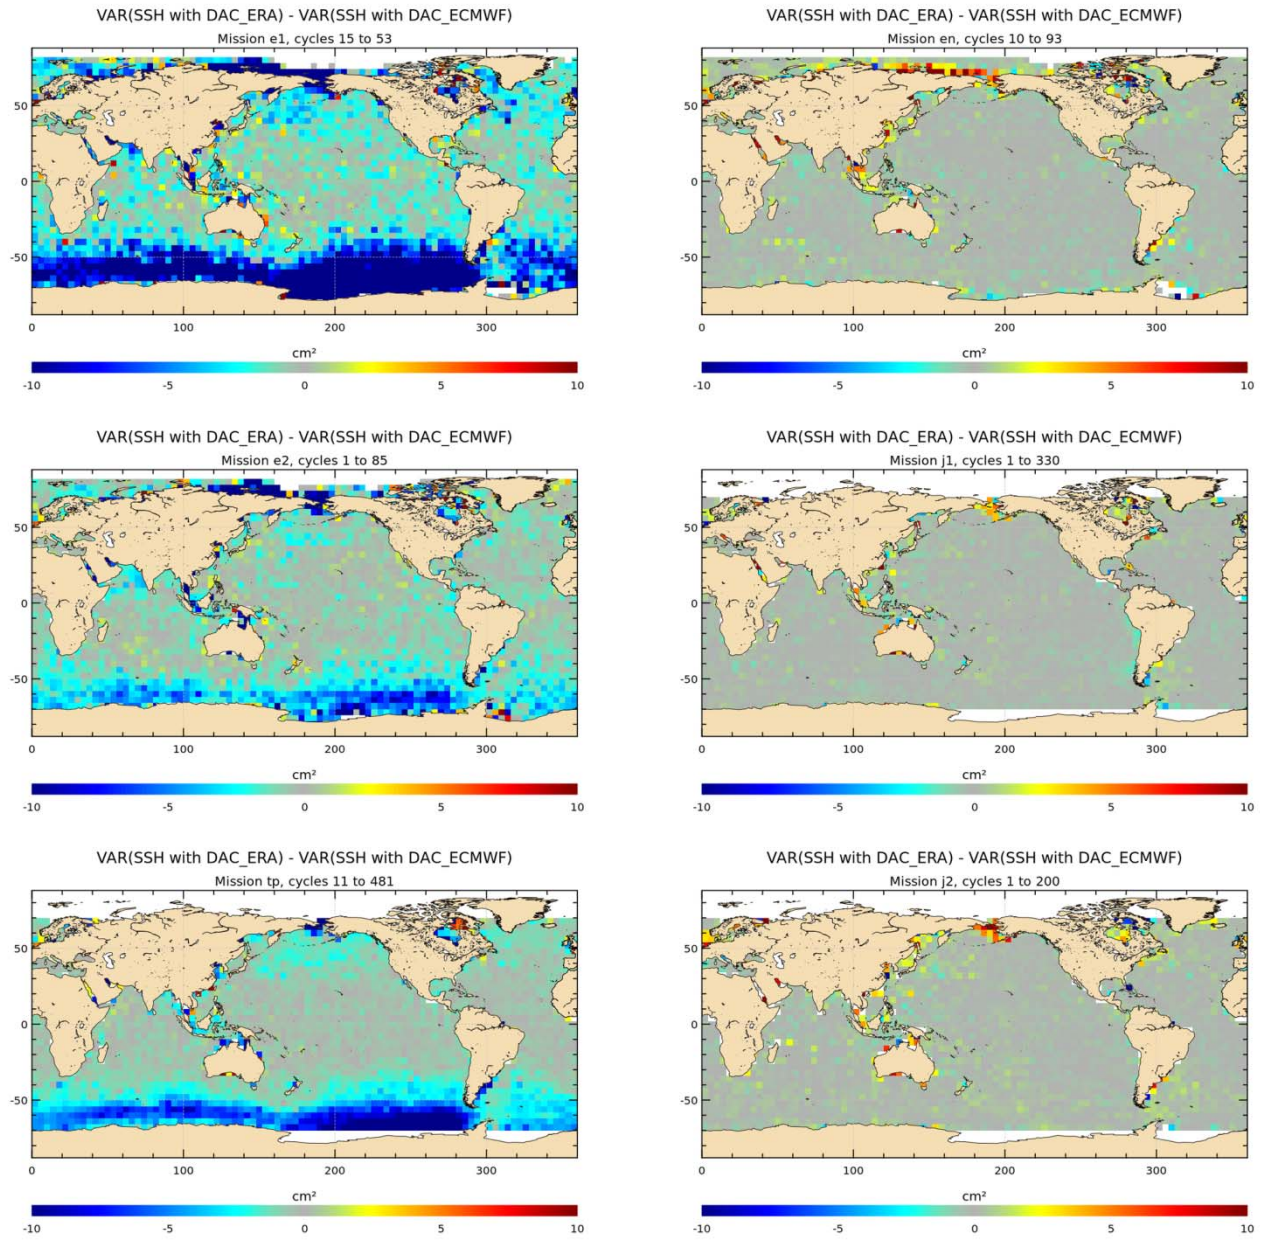 VAR(SSH with DAC_ERA) - VAR(SSH with DAC_ECMWF)
Mission e1, cycles 15 to 53
50
0
-50
0 100 200 300
cm²
-10 -5 0 5 10
VAR(SSH with DAC_ERA) - VAR(SSH with DAC_ECMWF)
Mission en, cycles 10 to 93
50
0
-50
0 100 200 300
cm²
-10 -5 0 5 10
VAR(SSH with DAC_ERA) - VAR(SSH with DAC_ECMWF)
Mission e2, cycles 1 to 85
50
0
-50
0 100 200 300
cm²
-10 -5 0 5 10
VAR(SSH with DAC_ERA) - VAR(SSH with DAC_ECMWF)
Mission j1, cycles 1 to 330
50
0
-50
0 100 200 300
cm²
-10 -5 0 5 10
VAR(SSH with DAC_ERA) - VAR(SSH with DAC_ECMWF)
Mission tp, cycles 11 to 481
50
0
-50
0 100 200 300
cm²
-10 -5 0 5 10
VAR(SSH with DAC_ERA) - VAR(SSH with DAC_ECMWF)
Mission j2, cycles 1 to 200
50
0
-50
0 100 200 300
cm²
-10 -5 0 5 10